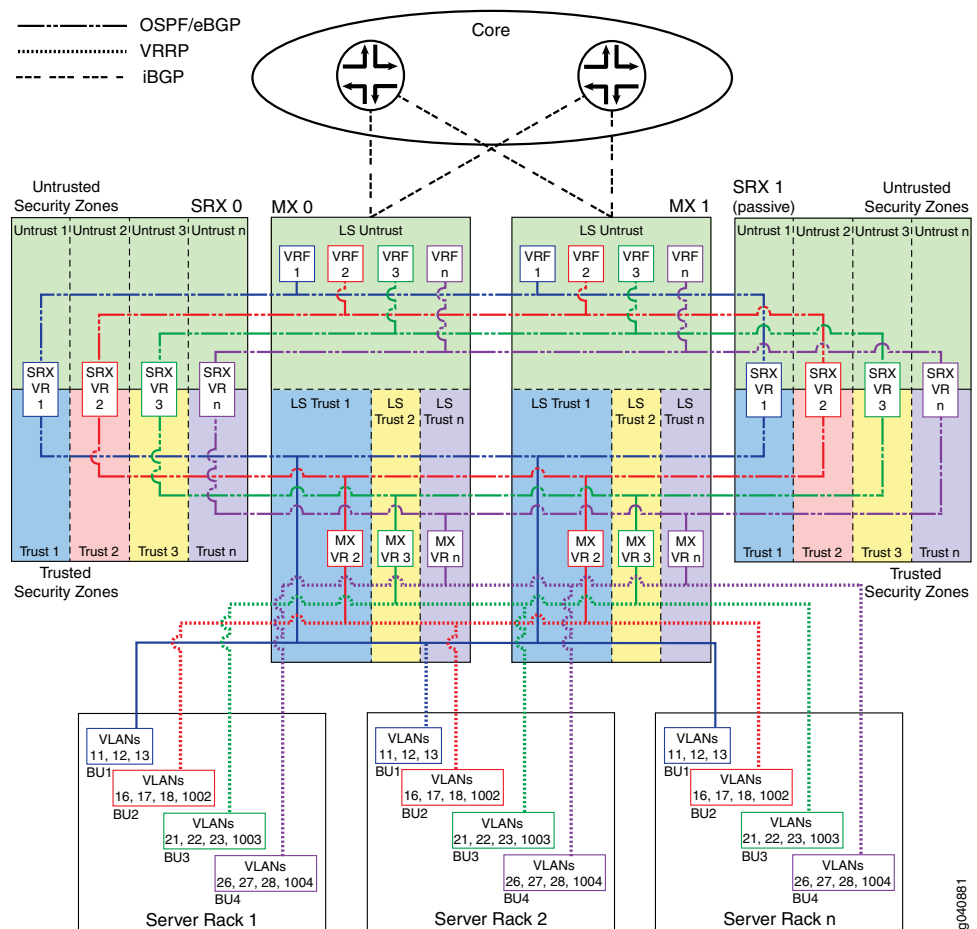 OSPF/eBGP
VRRP
iBGP
Core
Untrusted
Security Zones
SRX 0
MX 0
MX 1
SRX 1
(passive)
Untrusted
Security Zones
Untrust 1
Untrust 2
Untrust 3
Untrust n
LS Untrust
LS Untrust
Untrust 1
Untrust 2
Untrust 3
Untrust n
VRF
1
VRF
2
VRF
3
VRF
n
VRF
1
VRF
2
VRF
3
VRF
n
SRX
VR
1
SRX
VR
2
SRX
VR
3
SRX
VR
n
LS Trust 1
LS
Trust 2
LS
Trust n
LS Trust 1
LS
Trust 2
LS
Trust n
SRX
VR
1
SRX
VR
2
SRX
VR
3
SRX
VR
n
Trust 1
Trust 2
Trust 3
Trust n
MX
VR 2
MX
VR 3
MX
VR n
MX
VR 2
MX
VR 3
MX
VR n
Trust 1
Trust 2
Trust 3
Trust n
Trusted
Security Zones
Trusted
Security Zones
VLANs
11, 12, 13
BU1
VLANs
16, 17, 18, 1002
BU2
VLANs
21, 22, 23, 1003
BU3
VLANs
26, 27, 28, 1004
BU4
Server Rack 1
VLANs
11, 12, 13
BU1
VLANs
16, 17, 18, 1002
BU2
VLANs
21, 22, 23, 1003
BU3
VLANs
26, 27, 28, 1004
BU4
Server Rack 2
VLANs
11, 12, 13
BU1
VLANs
16, 17, 18, 1002
BU2
VLANs
21, 22, 23, 1003
BU3
VLANs
26, 27, 28, 1004
BU4
Server Rack n
g040881